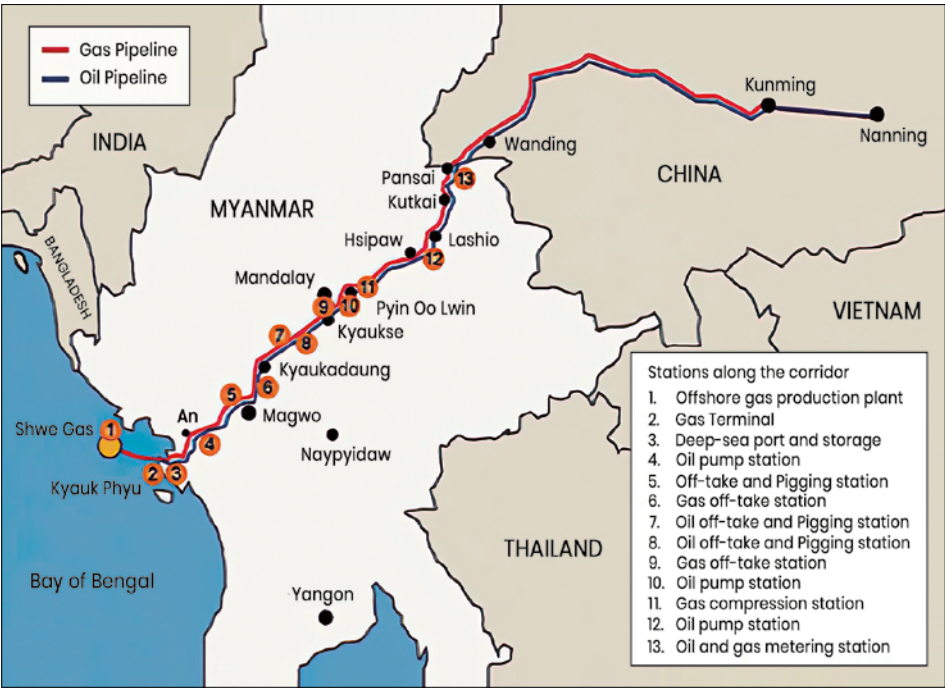 Gas Pipeline
Oil Pipeline
INDIA
BANGLADESH
MYANMAR
CHINA
VIETNAM
THAILAND
Kunming
Nanning
Wanding
Pansai
13
Kutkai
Hsipaw
Lashio
12
Mandalay
11
9
10
Pyin Oo Lwin
Kyaukse
7
8
Kyaukadaung
5
6
An
Magwo
Shwe Gas
1
4
Naypyidaw
2
3
Kyauk Phyu
Bay of Bengal
Yangon
Stations along the corridor
1. Offshore gas production plant
2. Gas Terminal
3. Deep-sea port and storage
4. Oil pump station
5. Off-take and Pigging station
6. Gas off-take station
7. Oil off-take and Pigging station
8. Oil off-take and Pigging station
9. Gas off-take station
10. Oil pump station
11. Gas compression station
12. Oil pump station
13. Oil and gas metering station